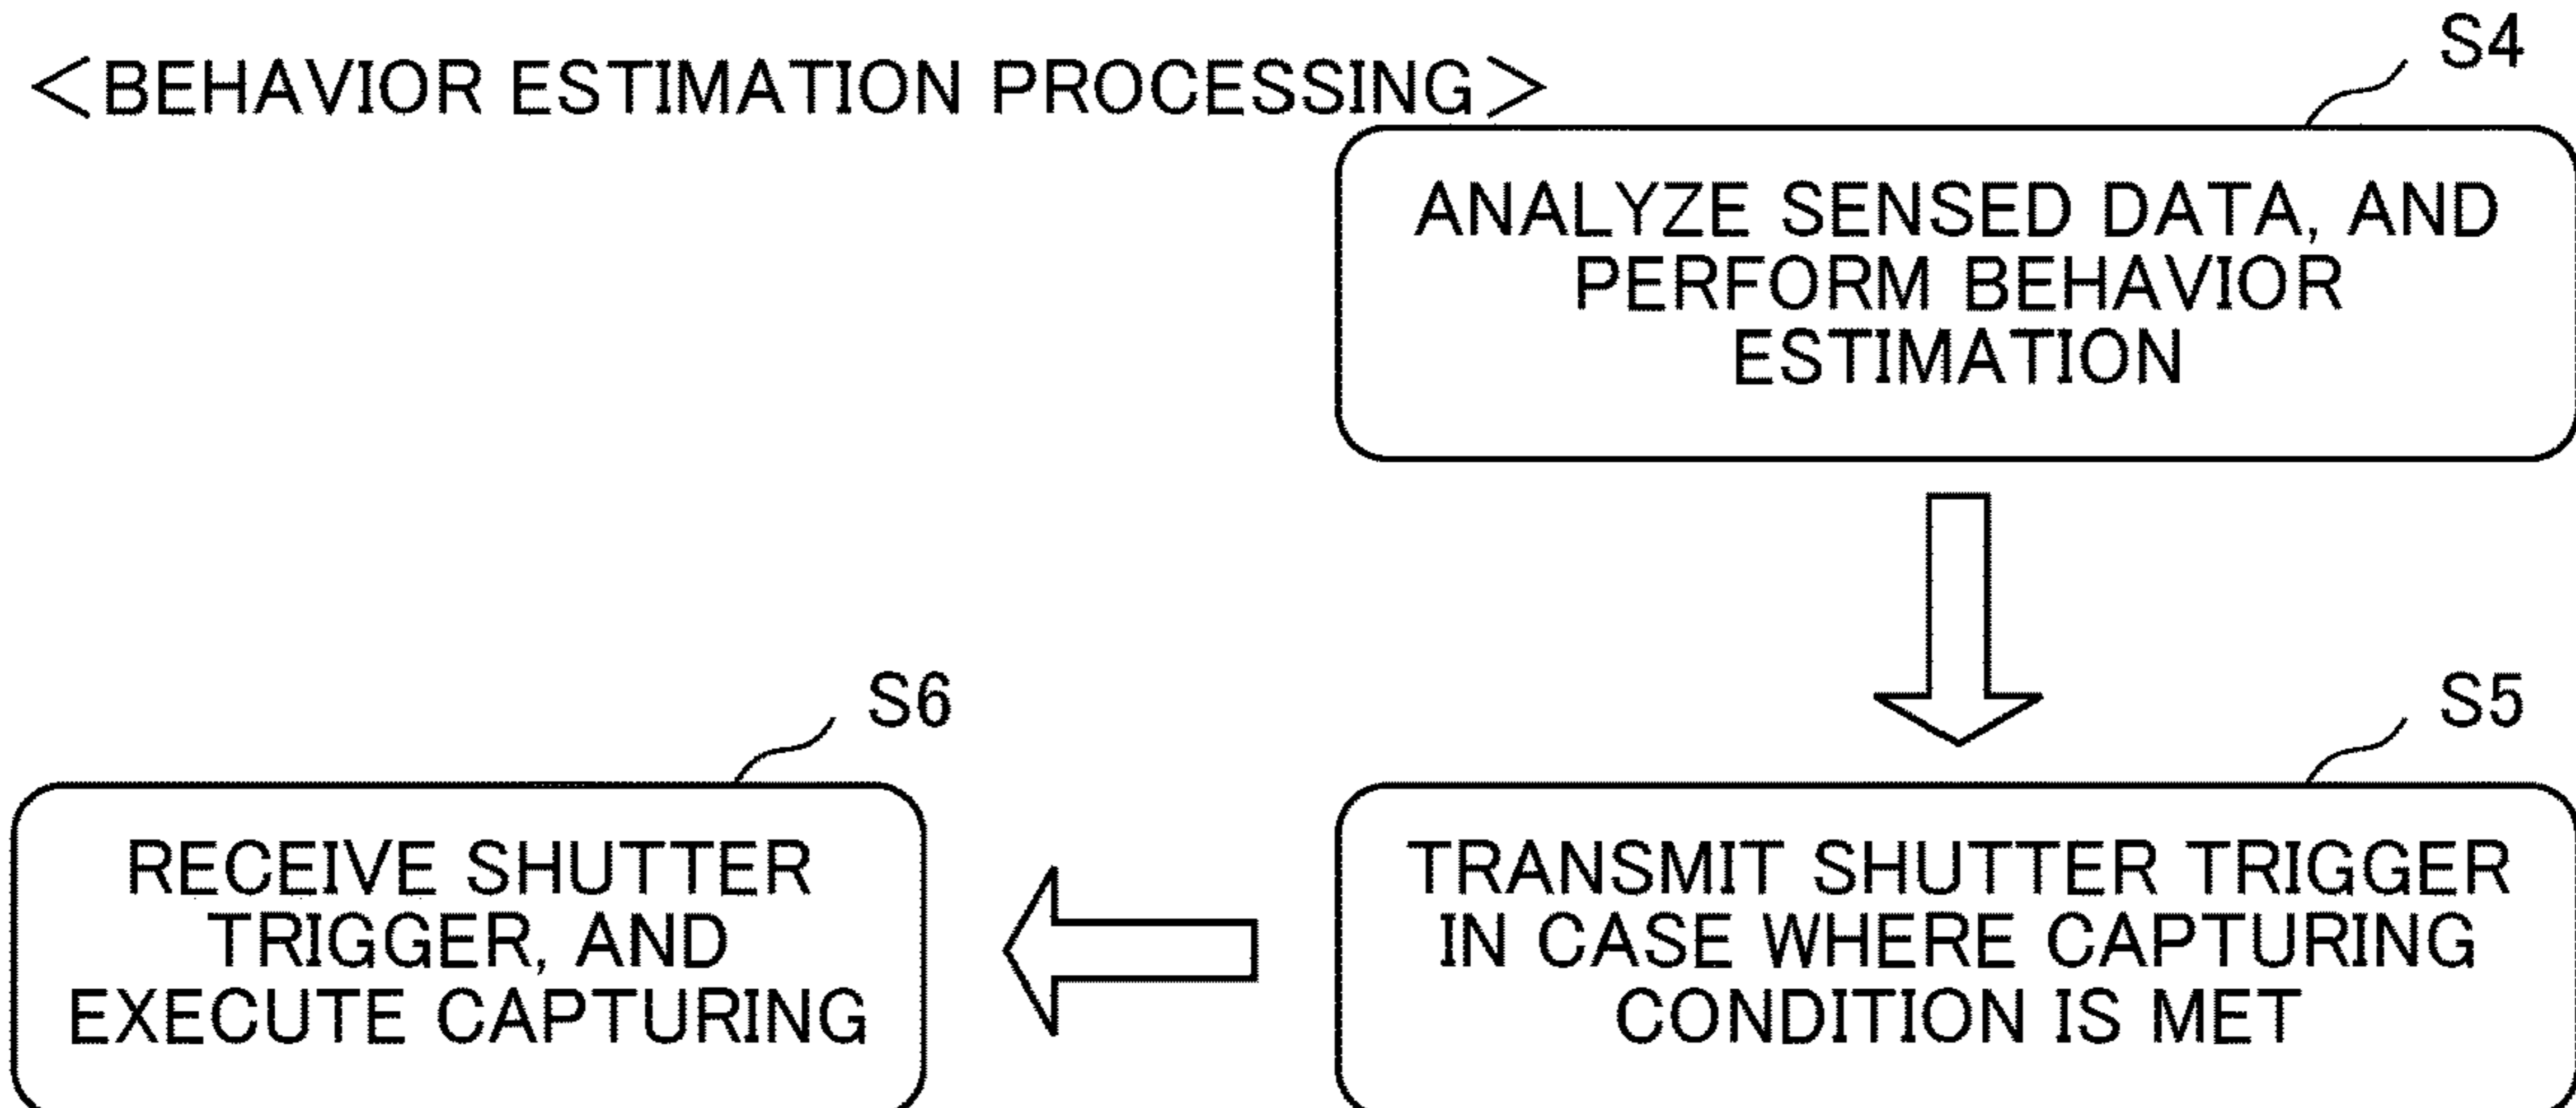 <BEHAVIOR ESTIMATION PROCESSING>
S4
ANALYZE SENSED DATA, AND
PERFORM BEHAVIOR
ESTIMATION
S5
TRANSMIT SHUTTER TRIGGER
IN CASE WHERE CAPTURING
CONDITION IS MET
S6
RECEIVE SHUTTER
TRIGGER, AND
EXECUTE CAPTURING